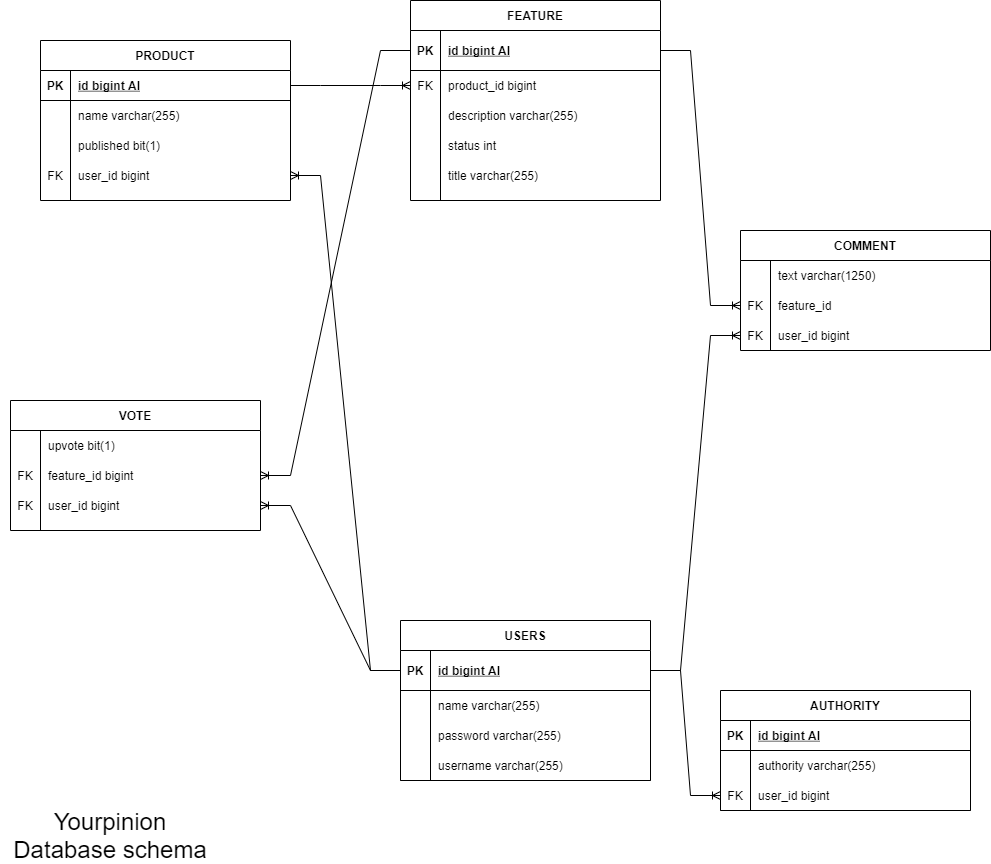 FEATURE
PK id bigint AI
FK product_id bigint
description varchar(255)
status int
title varchar(255)
PRODUCT
PK id bigint AI
name varchar(255)
published bit(1)
FK user_id bigint
COMMENT
text varchar(1250)
FK feature_id
FK user_id bigint
VOTE
upvote bit(1)
FK feature_id bigint
FK user_id bigint
USERS
PK id bigint AI
name varchar(255)
password varchar(255)
username varchar(255)
AUTHORITY
PK id bigint AI
authority varchar(255)
FK user_id bigint
Yourpinion
Database schema